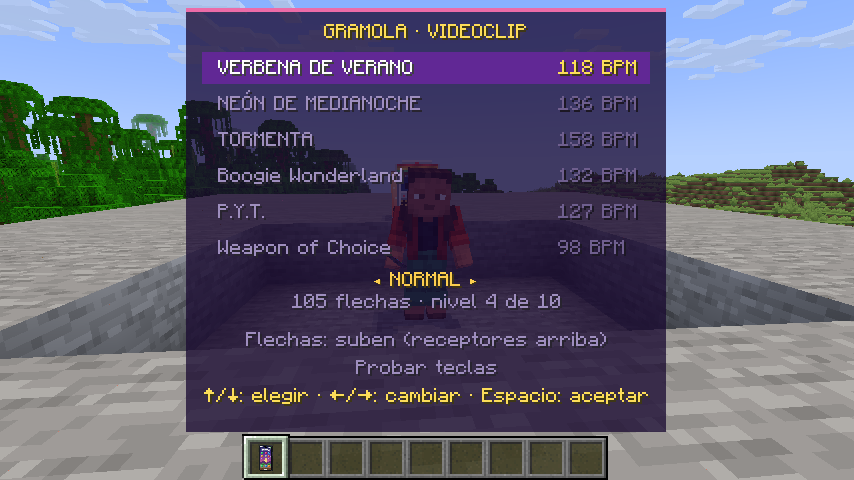 GRAMOLA · VIDEOCLIP
VERBENA DE VERANO 118 BPM
NEÓN DE MEDIANOCHE 136 BPM
TORMENTA 158 BPM
Boogie Wonderland 132 BPM
P.Y.T. 127 BPM
Weapon of Choice 98 BPM
◂ NORMAL ▸
105 flechas · nivel 4 de 10
Flechas: suben (receptores arriba)
Probar teclas
↑/↓: elegir · ←/→: cambiar · Espacio: aceptar